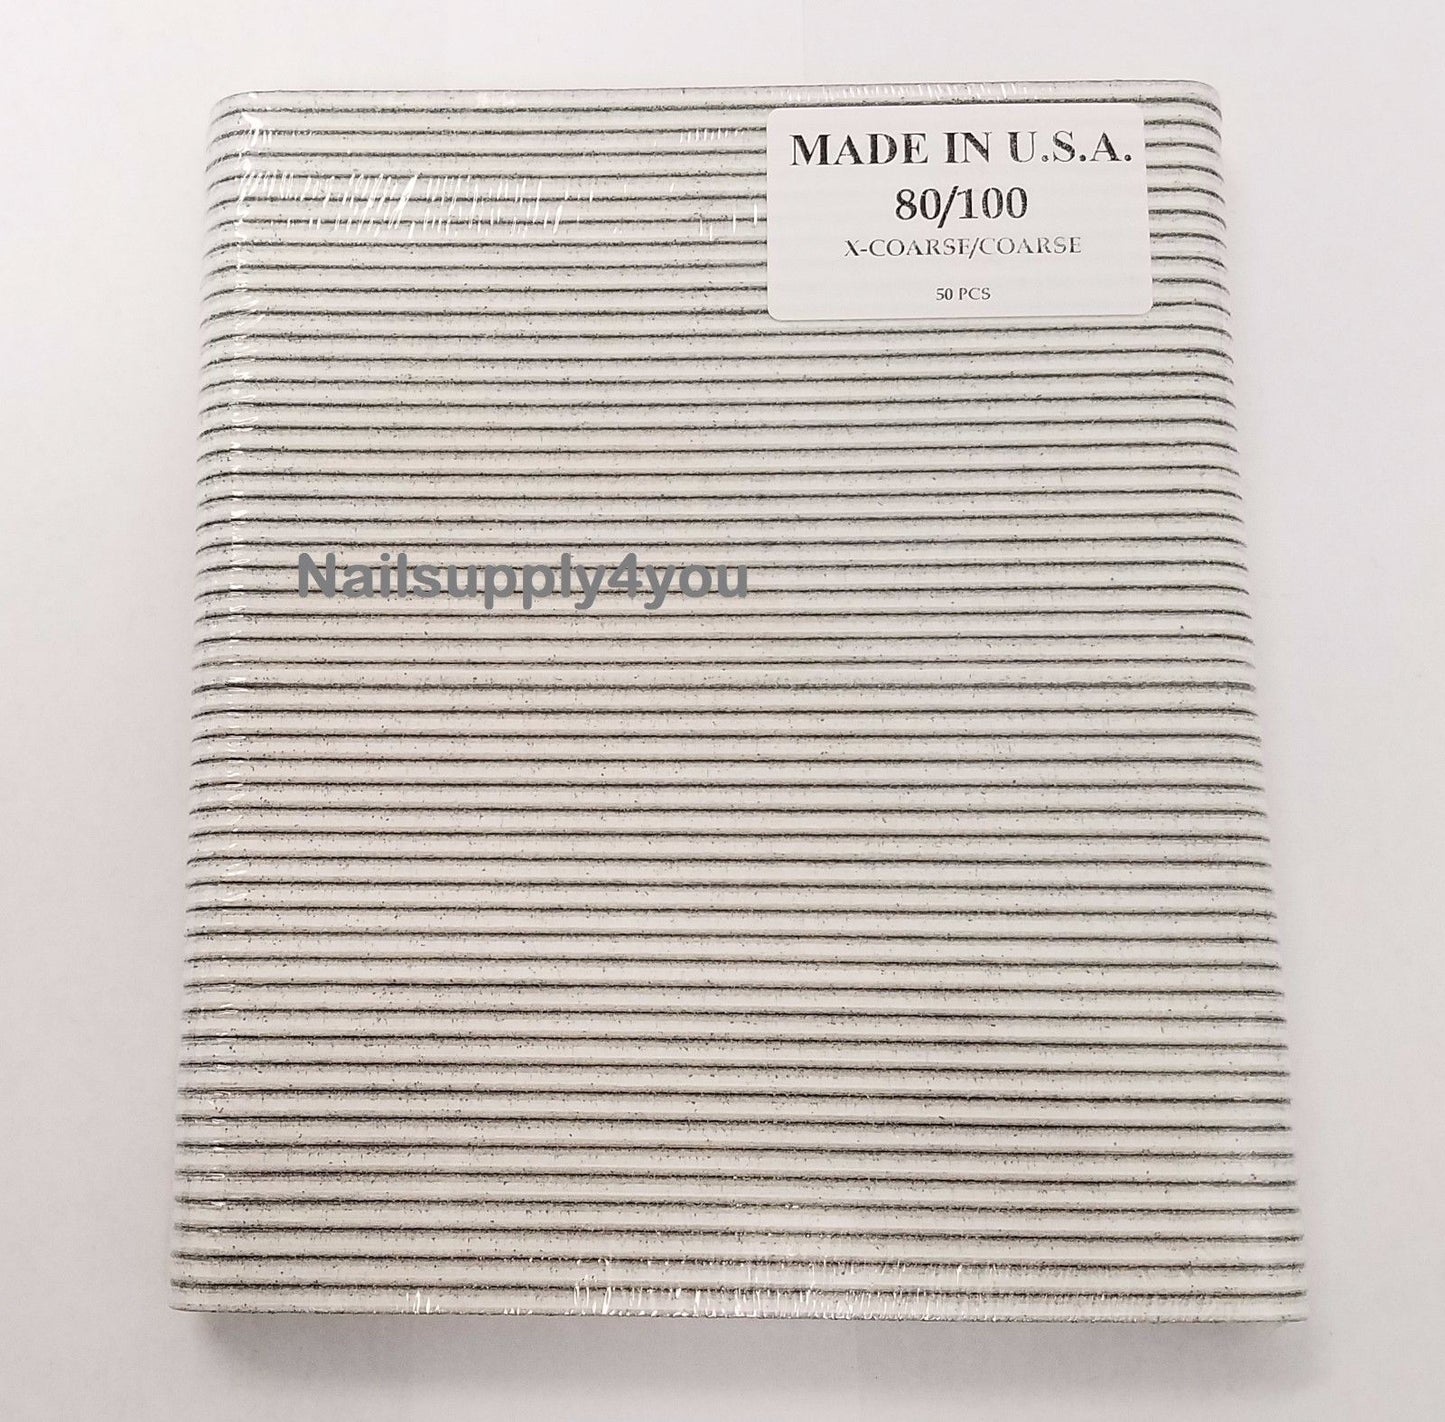 MADE IN U.S.A.
80/100
X-COARSE/COARSE
50 PCS
Nailsupply4you